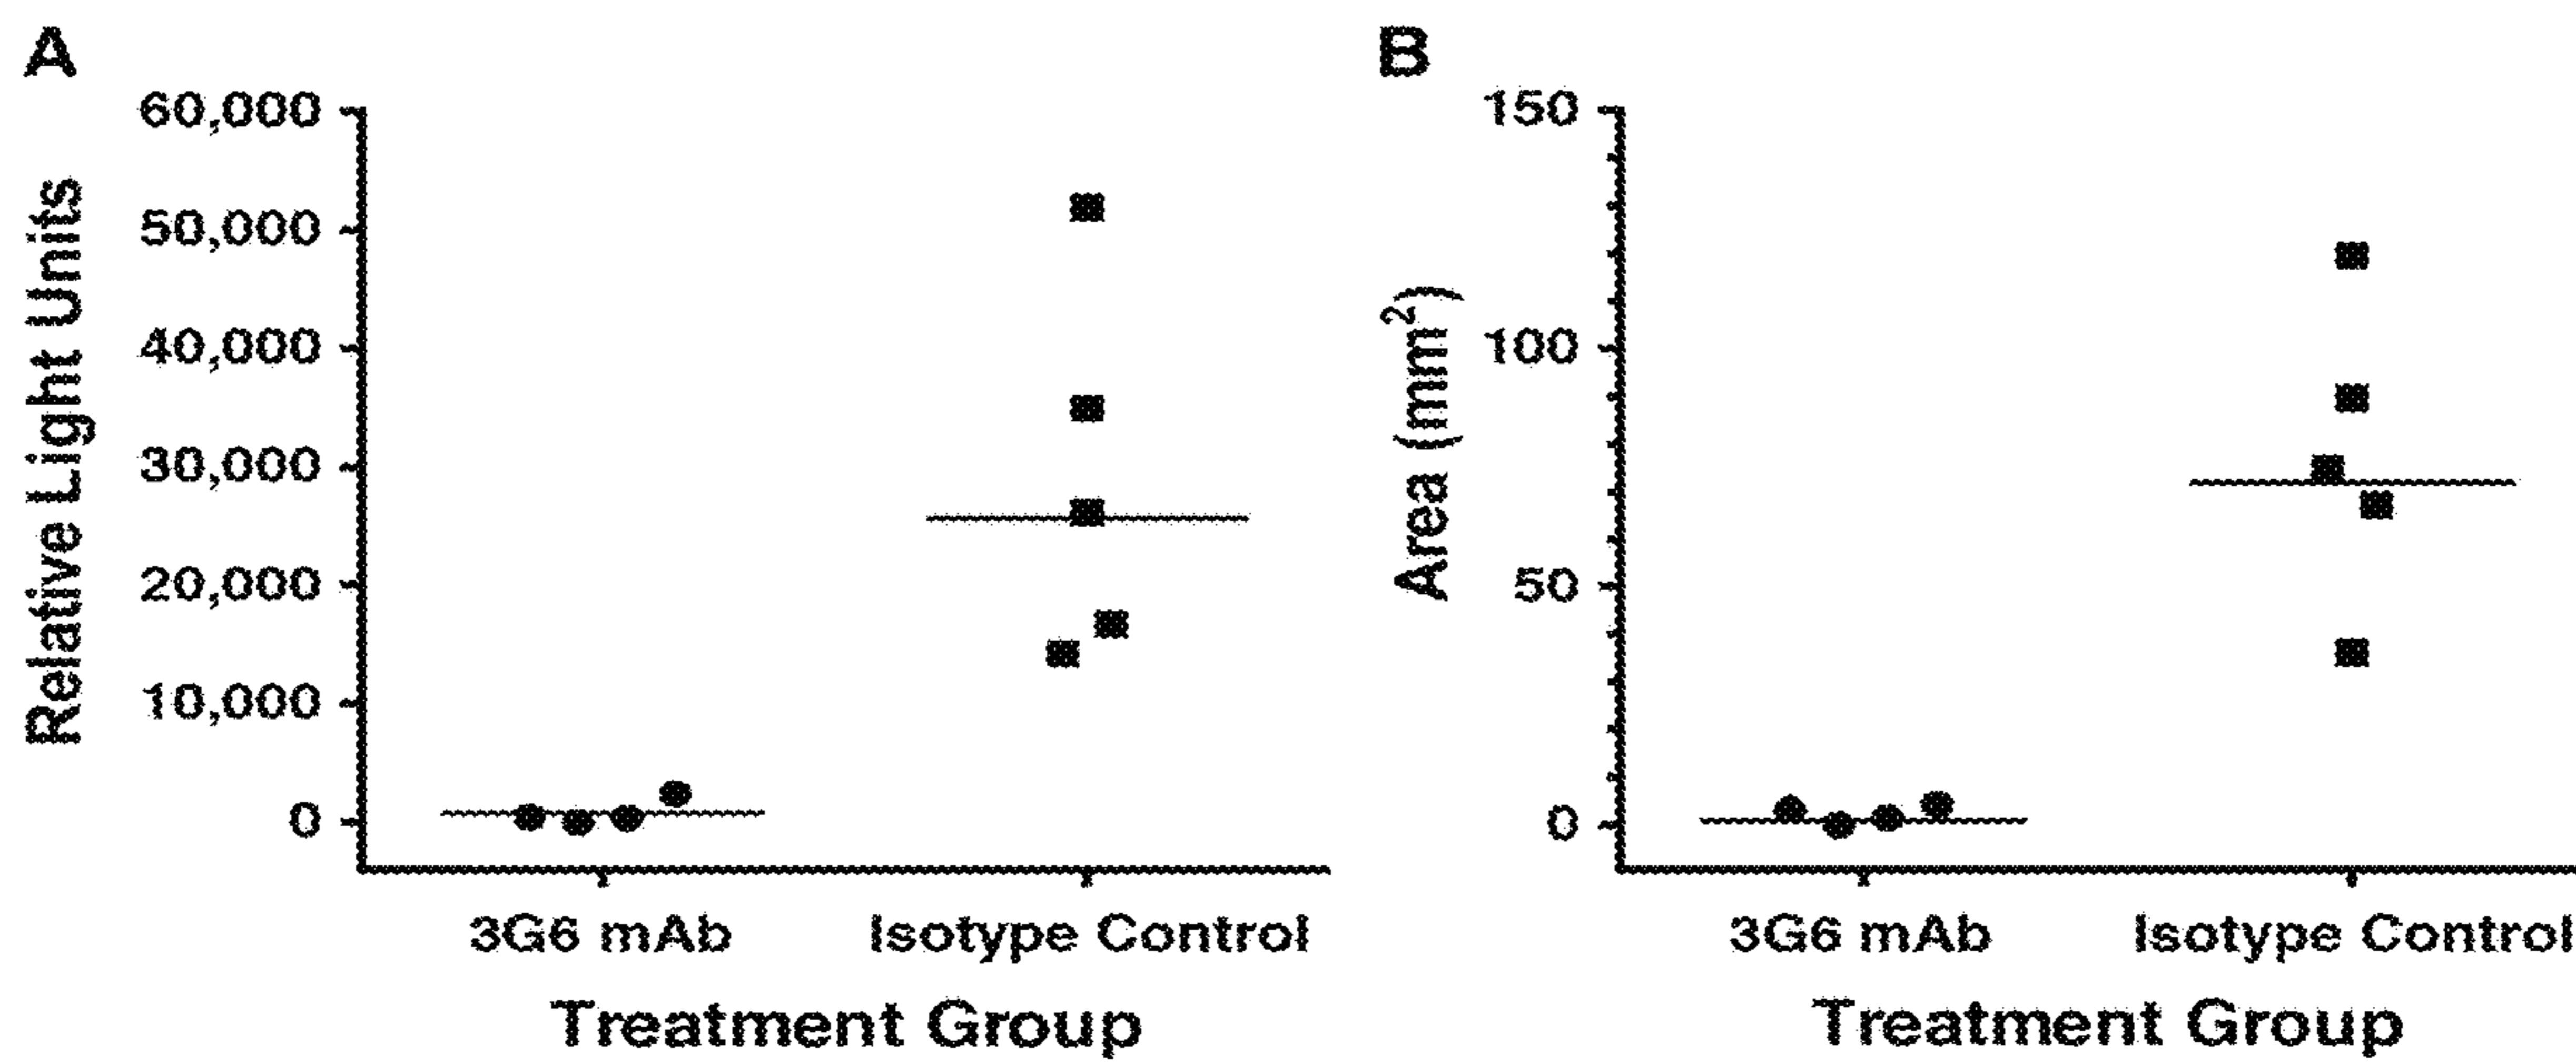 A
60,000
50,000
40,000
30,000
20,000
10,000
0
Relative Light Units
3G6 mAb
Isotype Control
Treatment Group
B
150
100
50
0
Area (mm²)
3G6 mAb
Isotype Control
Treatment Group